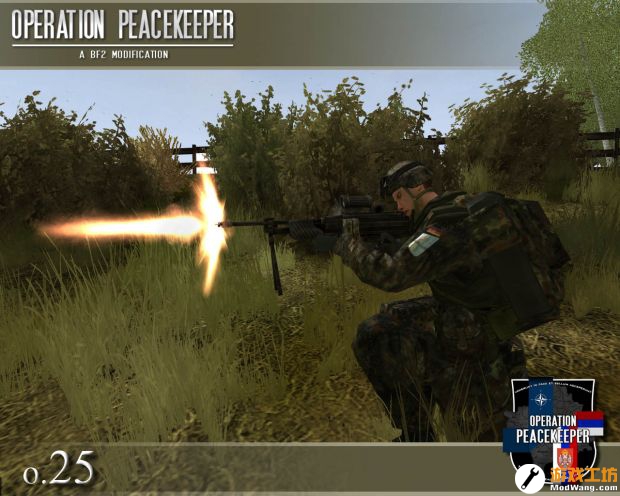 OPERATION PEACEKEEPER
A BF2 MODIFICATION
OPERATION
PEACEKEEPER
0.25
游戏工坊
ModWang.com